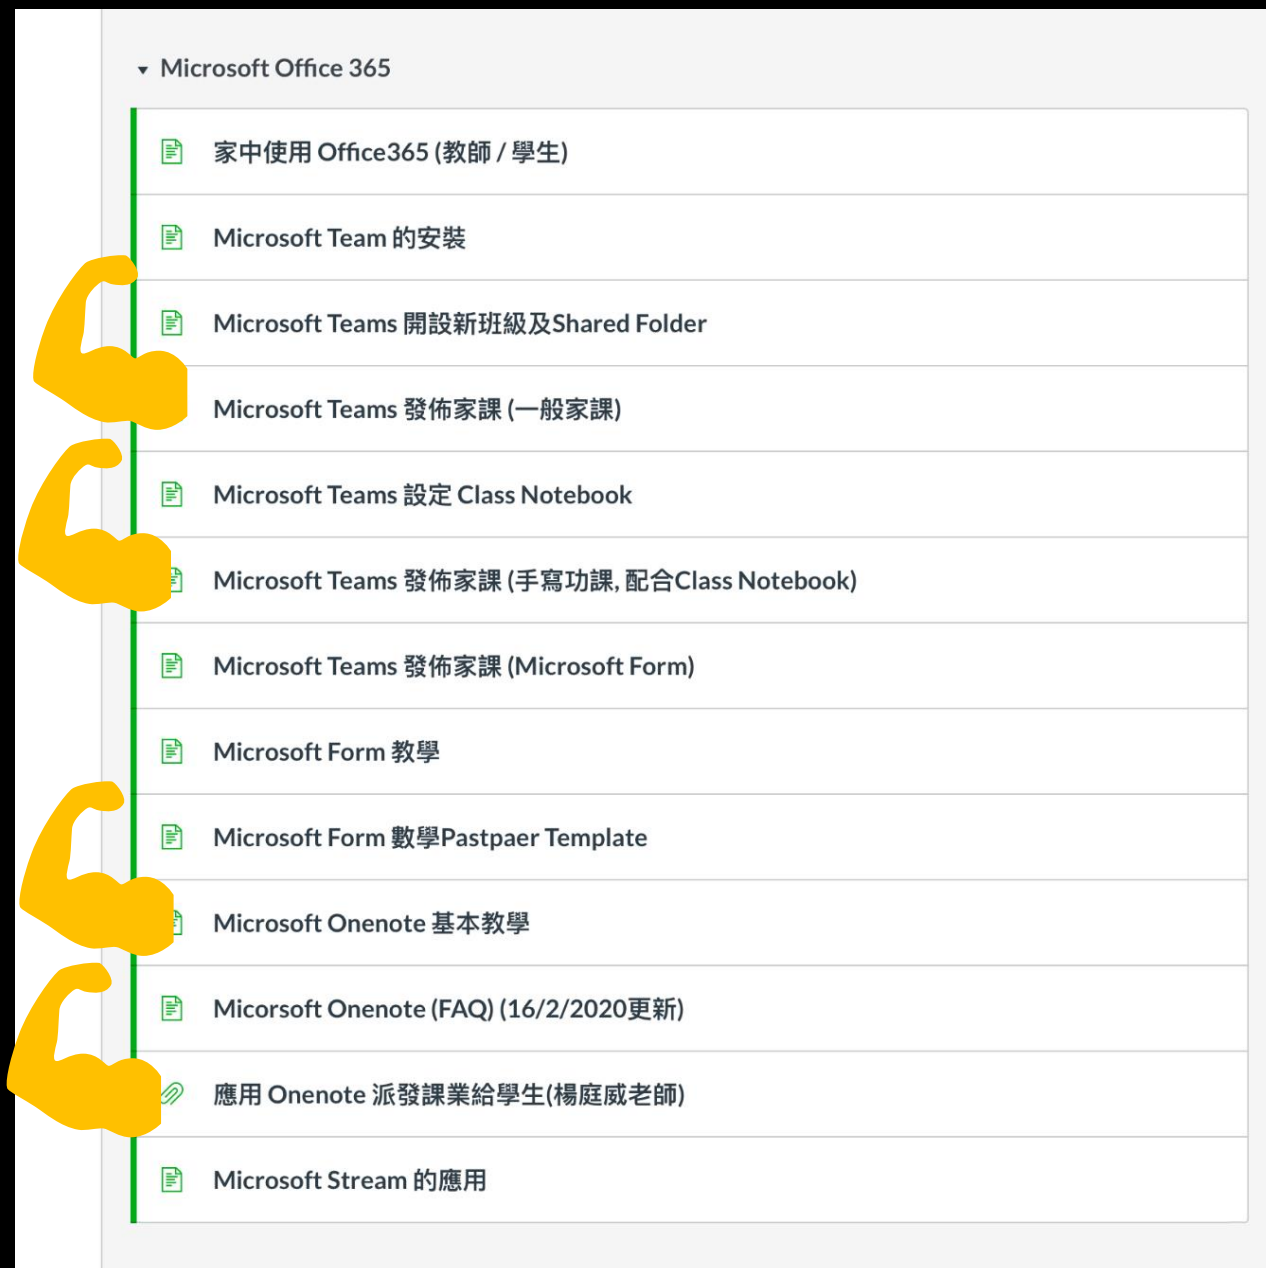 Microsoft Office 365
家中使用 Office365 (教師 / 學生)
Microsoft Team 的安裝
Microsoft Teams 開設新班級及Shared Folder
Microsoft Teams 發佈家課 (一般家課)
Microsoft Teams 設定 Class Notebook
Microsoft Teams 發佈家課 (手寫功課, 配合Class Notebook)
Microsoft Teams 發佈家課 (Microsoft Form)
Microsoft Form 教學
Microsoft Form 數學Pastpaer Template
Microsoft Onenote 基本教學
Micorsoft Onenote (FAQ) (16/2/2020更新)
應用 Onenote 派發課業給學生(楊庭威老師)
Microsoft Stream 的應用